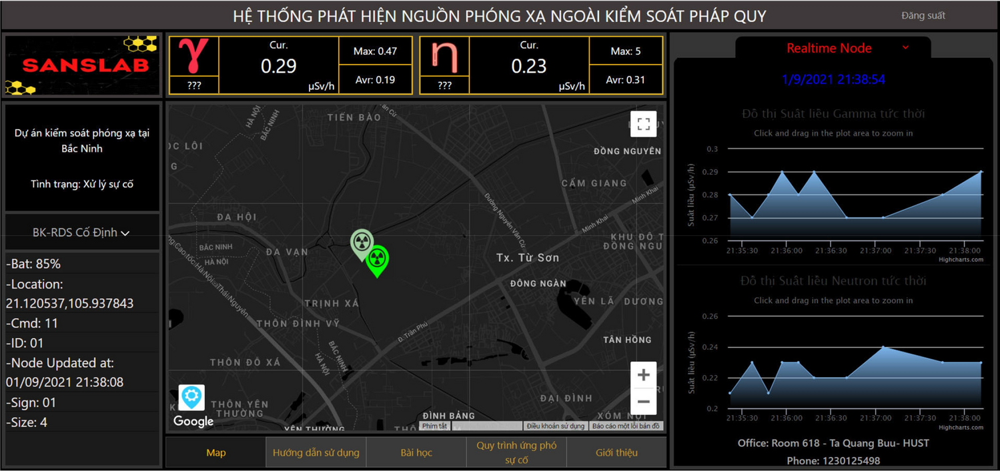 HỆ THỐNG PHÁT HIỆN NGUỒN PHÓNG XẠ NGOÀI KIỂM SOÁT PHÁP QUY
Đăng suất
SANSLAB
γ
???
Cur.
0.29
µSv/h
Max: 0.47
Avr: 0.19
n
???
Cur.
0.23
µSv/h
Max: 5
Avr: 0.31
Dự án kiểm soát phóng xạ tại
Bắc Ninh
Tình trạng: Xử lý sự cố
BK-RDS Cố Định
-Bat: 85%
-Location:
21.120537,105.937843
-Cmd: 11
-ID: 01
-Node Updated at:
01/09/2021 21:38:08
-Sign: 01
-Size: 4
HÀ NỘI
BẮC NINH
TIẾN BÀO
ĐỒNG NGUYÊN
CẨM GIANG
Minh Khai
Minh Khai
Đường Nguyễn Văn Cừ
ĐA HỘI
BẮC NINH
HÀ NỘI
ĐA VẠN
KHU ĐÔ T
ĐỒNG NGU
Tx. Từ Sơn
ĐÔNG NGÀN
YÊN LÃ
DƯƠNG
TRỊNH XÁ
THÔN ĐÌNH VỸ
Đ. Trần Phú
TÂN HỒNG
BẮC NINH
HÀ NỘI
THÔN ĐỖ XÁ
THÔN YÊN
THƯỜNG
ĐẠI ĐÌNH
ĐÌNH BẢNG
YÊN THƯỜNG
Google
Phím tắt
Điều khoản sử dụng
Báo cáo một lỗi bản đồ
Map
Hướng dẫn sử dụng
Bài học
Quy trình ứng phó
sự cố
Giới thiệu
Realtime Node
1/9/2021 21:38:54
Đồ thị Suất liều Gamma tức thời
Click and drag in the plot area to zoom in
Suất liều (µSv/h)
0.3
0.29
0.28
0.27
0.26
21:35:30
21:36:00
21:36:30
21:37:00
21:37:30
21:38:00
Highcharts.com
Đồ thị Suất liều Neutron tức thời
Click and drag in the plot area to zoom in
Suất liều (µSv/h)
0.26
0.24
0.22
0.2
21:35:30
21:36:00
21:36:30
21:37:00
21:37:30
21:38:00
Highcharts.com
Office: Room 618 - Ta Quang Buu- HUST
Phone: 1230125498